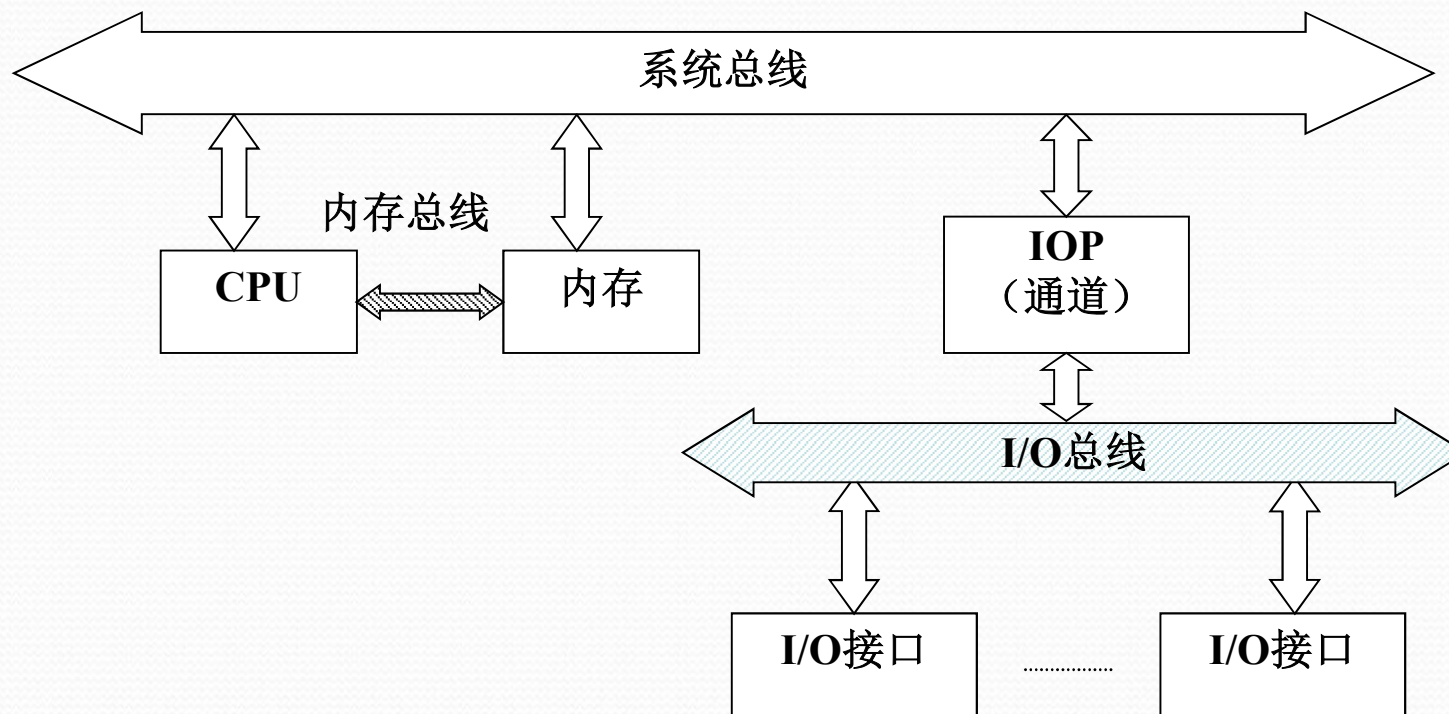 系统总线
内存总线
CPU
内存
IOP
（通道）
I/O总线
I/O接口
.................
I/O接口